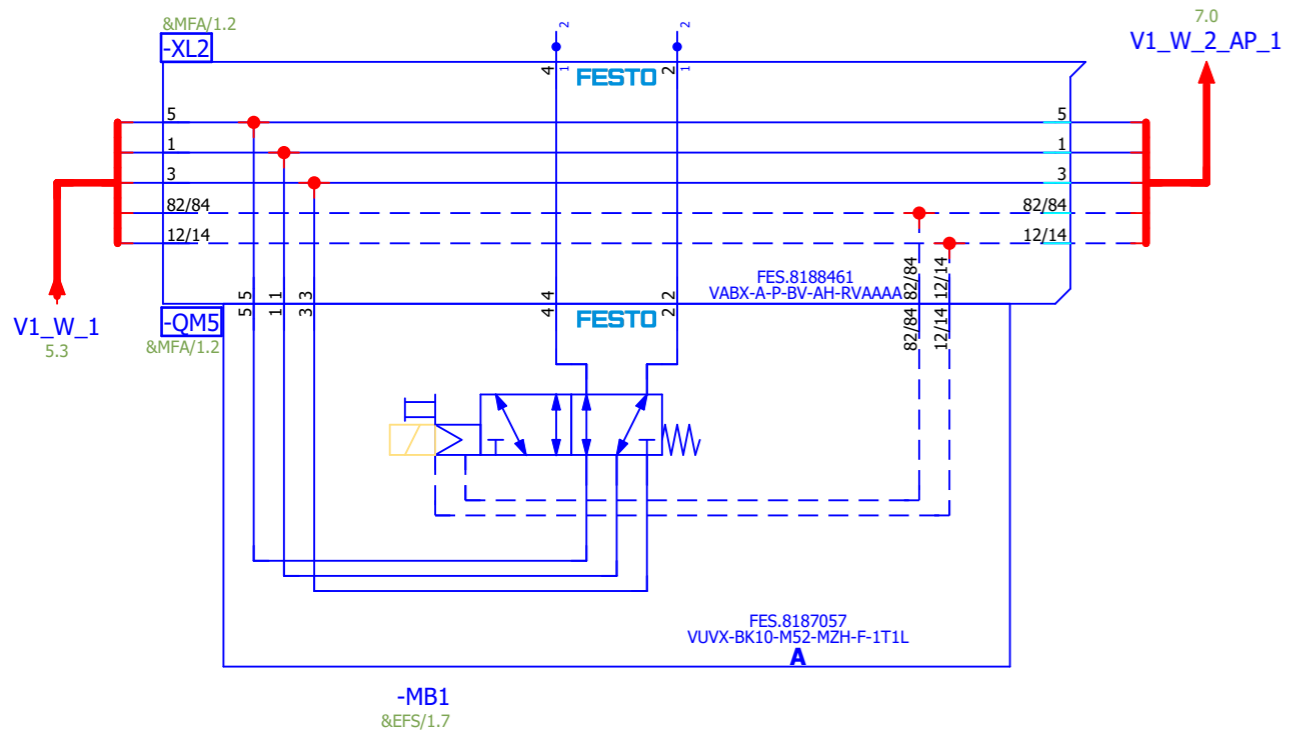 &MFA/1.2
-XL2
2
2
7.0
V1_W_2_AP_1
4
1
FESTO
2
1
5
5
1
1
3
3
82/84
82/84
12/14
12/14
V1_W_1
5.3
FES.8188461
VABX-A-P-BV-AH-RVAAAA
5
1
3
4
2
82/84
12/14
-QM5
&MFA/1.2
5
1
3
4
FESTO
2
82/84
12/14
FES.8187057
VUVX-BK10-M52-MZH-F-1T1L
A
-MB1
&EFS/1.7